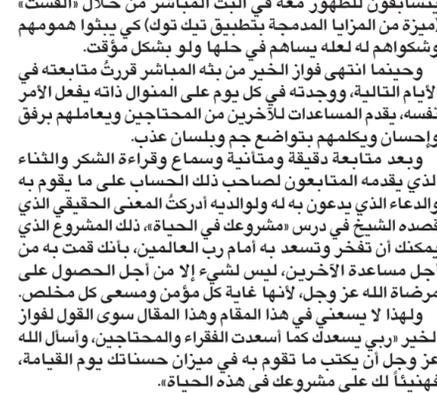 يتسابقون للظهور معه في البث المباشر من خلال «الغست»
(ميزة من المزايا المدمجة بتطبيق تيك توك) كي يبثوا همومهم
وشكواهم له لعله يساهم في حلها ولو بشكل مؤقت.
وحينما انتهى فواز الخير من بثه المباشر قررتُ متابعته في
الأيام التالية، ووجدته في كل يوم على المنوال ذاته يفعل الأمر
نفسه، يقدم المساعدات للآخرين من المحتاجين ويعاملهم برفق
وإحسان ويكلمهم بتواضع جم وبلسان عذب.
وبعد متابعة دقيقة ومتأنية وسماع وقراءة الشكر والثناء
الذي يقدمه المتابعون لصاحب ذلك الحساب على ما يقوم به
والدعاء الذي يدعون به له ولوالديه أدركتُ المعنى الحقيقي الذي
قصده الشيخ في درس «مشروعك في الحياة»، ذلك المشروع الذي
يمكنك أن تفخر وتسعد به أمام رب العالمين، بأنك قمت به من
أجل مساعدة الآخرين، ليس لشيء إلا من أجل الحصول على
مرضاة الله عز وجل، لأنها غاية كل مؤمن ومسعى كل مخلص.
ولهذا لا يسعني في هذا المقام وهذا المقال سوى القول لفواز
الخير «ربي يسعدك كما أسعدت الفقراء والمحتاجين، وأسأل الله
عز وجل أن يكتب ما تقوم به في ميزان حسناتك يوم القيامة،
فهنيئاً لك على مشروعك في هذه الحياة».